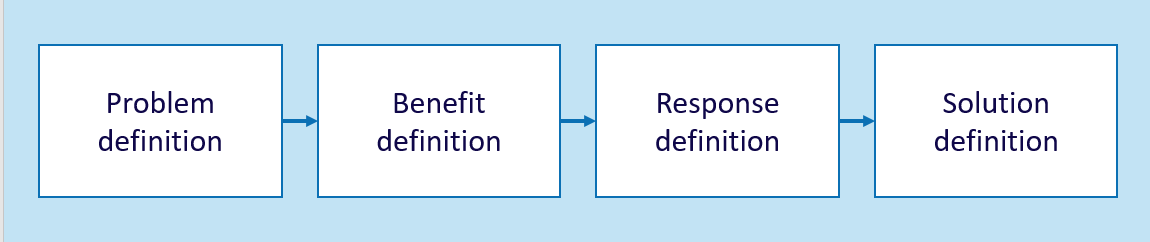 Problem
definition
Benefit
definition
Response
definition
Solution
definition